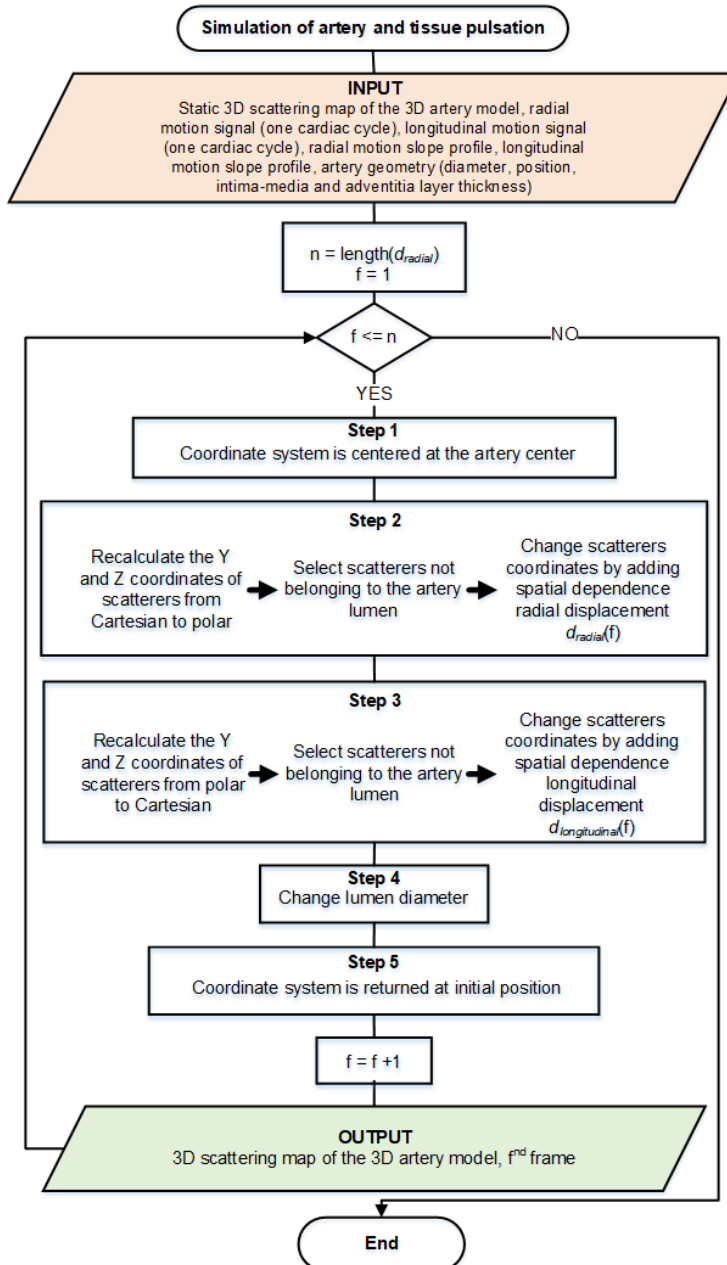 Simulation of artery and tissue pulsation
INPUT
Static 3D scattering map of the 3D artery model, radial
motion signal (one cardiac cycle), longitudinal motion signal
(one cardiac cycle), radial motion slope profile, longitudinal
motion slope profile, artery geometry (diameter, position,
intima-media and adventitia layer thickness)
n = length(d_radial)
f = 1
f <= n
NO
YES
Step 1
Coordinate system is centered at the artery center
Step 2
Recalculate the Y
and Z coordinates of
scatterers from
Cartesian to polar
Select scatterers not
belonging to the artery
lumen
Change scatterers
coordinates by adding
spatial dependence
radial displacement
d_radial(f)
Step 3
Recalculate the Y
and Z coordinates of
scatterers from polar
to Cartesian
Select scatterers not
belonging to the artery
lumen
Change scatterers
coordinates by adding
spatial dependence
longitudinal
displacement
d_longitudinal(f)
Step 4
Change lumen diameter
Step 5
Coordinate system is returned at initial position
f = f +1
OUTPUT
3D scattering map of the 3D artery model, f^nd frame
End